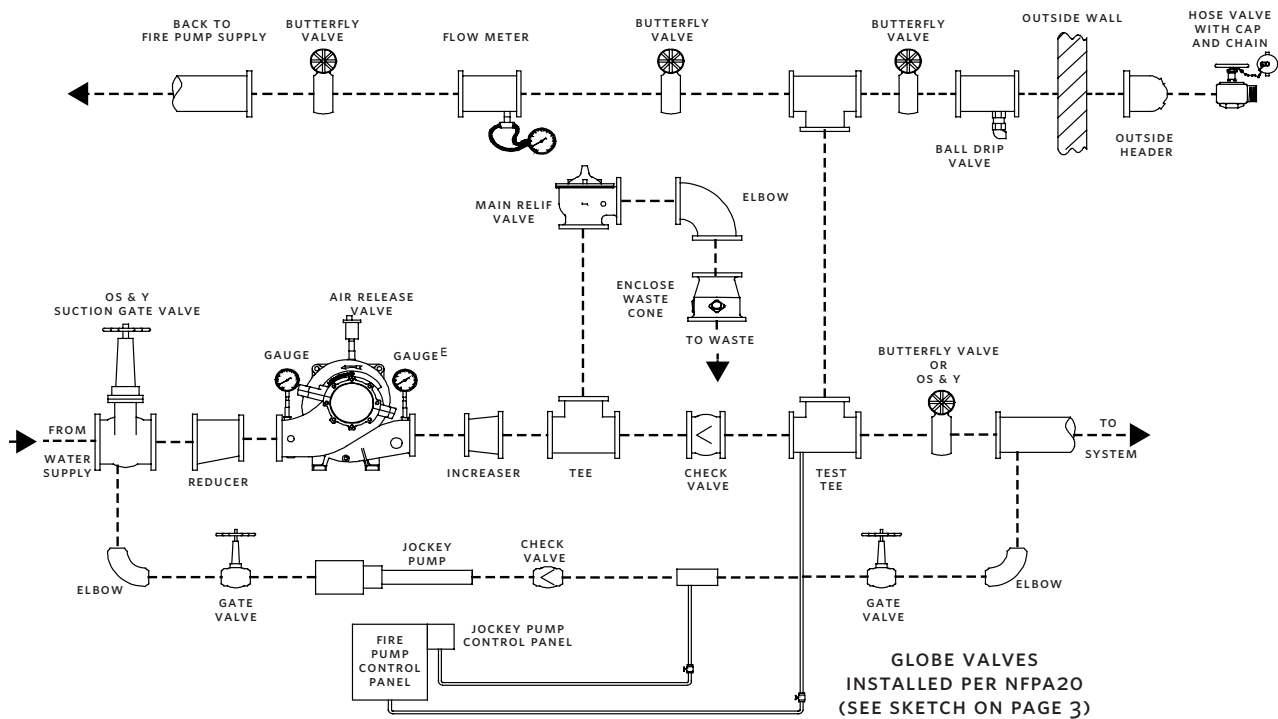 BACK TO
FIRE PUMP SUPPLY
BUTTERFLY
VALVE
FLOW METER
BUTTERFLY
VALVE
BUTTERFLY
VALVE
OUTSIDE WALL
HOSE VALVE
WITH CAP
AND CHAIN
BALL DRIP
VALVE
OUTSIDE
HEADER
MAIN RELIF
VALVE
ELBOW
ENCLOSE
WASTE
CONE
TO WASTE
OS & Y
SUCTION GATE VALVE
AIR RELEASE
VALVE
GAUGE
GAUGE E
BUTTERFLY VALVE
OR
OS & Y
FROM
WATER
SUPPLY
REDUCER
INCREASER
TEE
CHECK
VALVE
TEST
TEE
TO
SYSTEM
ELBOW
GATE
VALVE
JOCKEY
PUMP
CHECK
VALVE
GATE
VALVE
ELBOW
FIRE
PUMP
CONTROL
PANEL
JOCKEY PUMP
CONTROL PANEL
GLOBE VALVES
INSTALLED PER NFPA20
(SEE SKETCH ON PAGE 3)